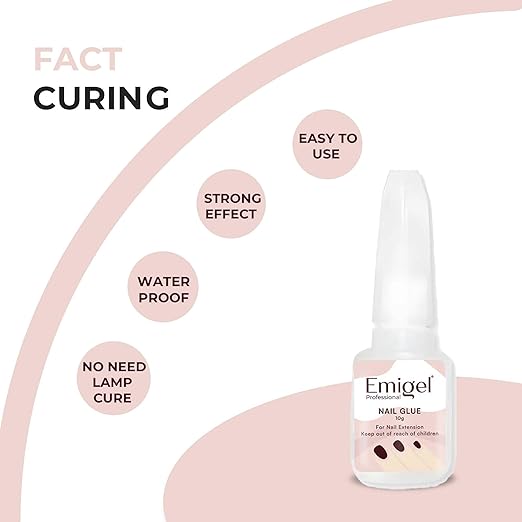 FACT
CURING
EASY TO
USE
STRONG
EFFECT
WATER
PROOF
NO NEED
LAMP
CURE
Emigel®
Professional
NAIL GLUE
10g
For Nail Extension
Keep out of reach of children